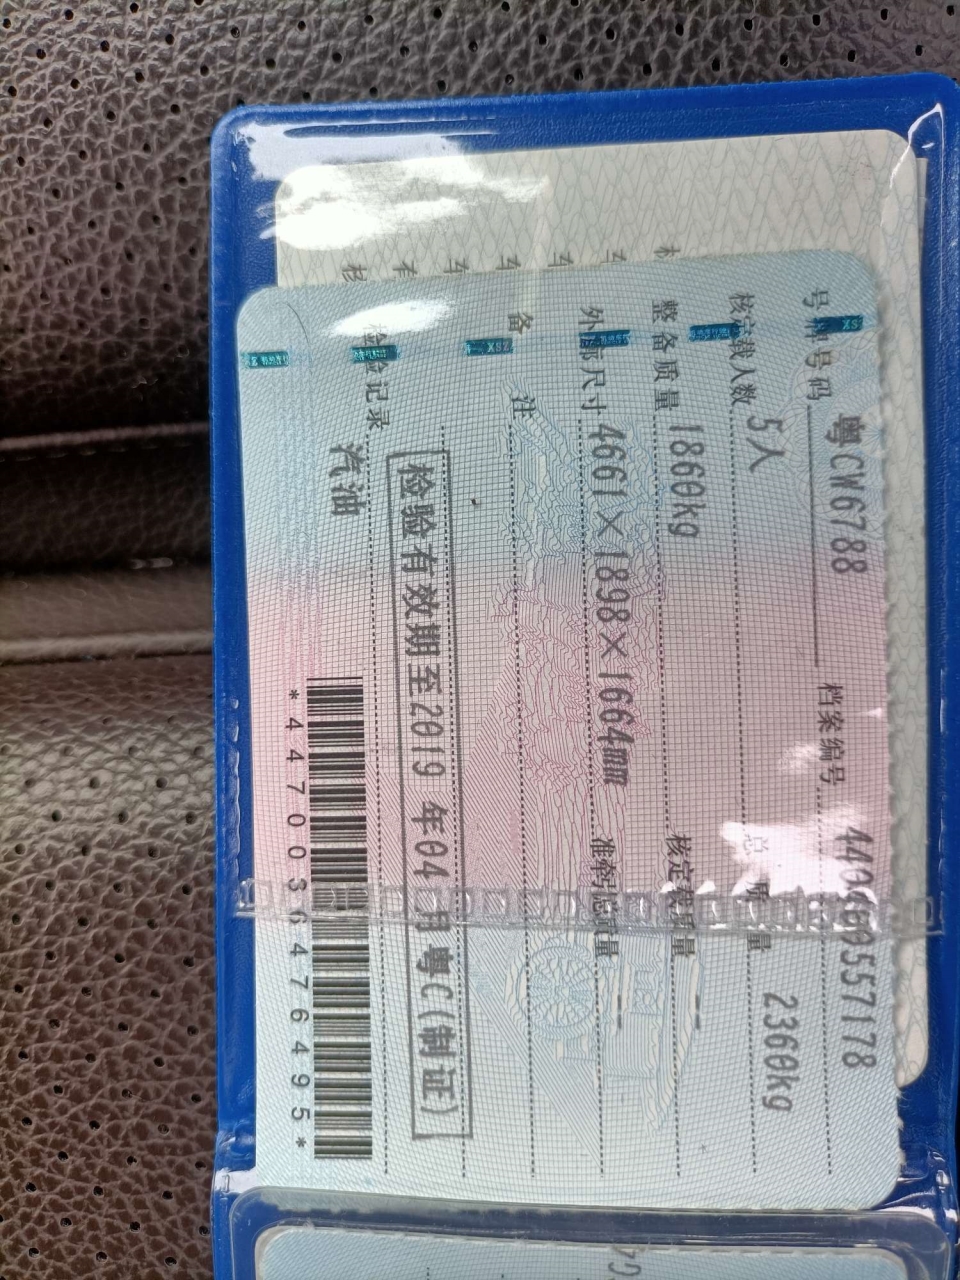 号牌号码 粤CW6788 档案编号
核定载人数 5人 总质量 2360kg
整备质量 1860kg 核定载质量
外廓尺寸 4661×1898×1664mm 准牵引总质量
备注
检验有效期至2019年04月粤C(制证)
检验记录
汽油
*4470036476495*